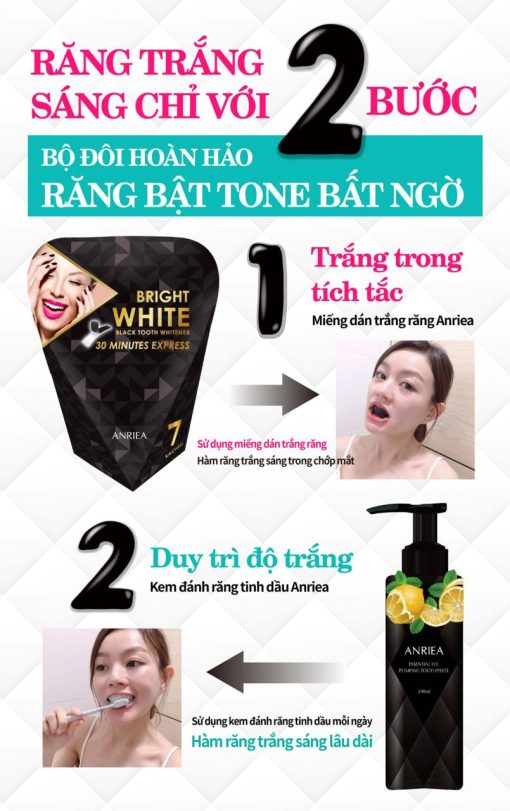 RĂNG TRẮNG
SÁNG CHỈ VỚI 2 BƯỚC
BỘ ĐÔI HOÀN HẢO
RĂNG BẬT TONE BẤT NGỜ
1
Trắng trong
tích tắc
Miếng dán trắng răng Anriea
BRIGHT
WHITE
BLACK TOOTH WHITENER
30 MINUTES EXPRESS
ANRIEA
7
SACHETS
Sử dụng miếng dán trắng răng
Hàm răng trắng sáng trong chớp mắt
2
Duy trì độ trắng
Kem đánh răng tinh dầu Anriea
ANRIEA
ESSENTIAL OIL
PUMPING TOOTHPASTE
200ml
Sử dụng kem đánh răng tinh dầu mỗi ngày
Hàm răng trắng sáng lâu dài